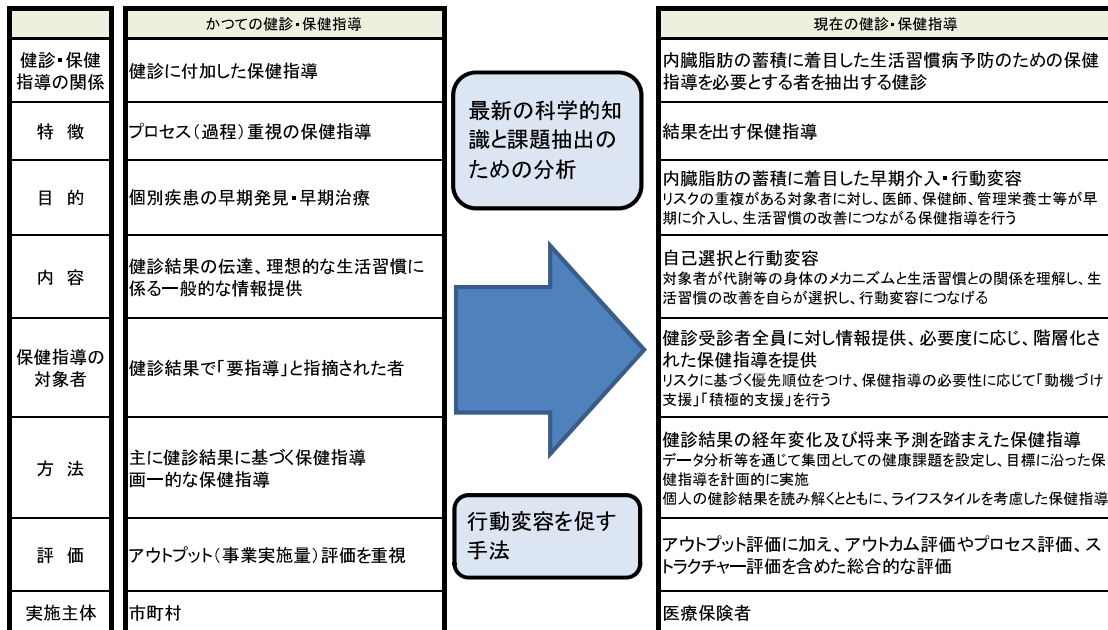 かつての健診・保健指導
現在の健診・保健指導
健診・保健
指導の関係
健診に付加した保健指導
内臓脂肪の蓄積に着目した生活習慣病予防のための保健
指導を必要とする者を抽出する健診
特 徴
プロセス(過程)重視の保健指導
結果を出す保健指導
目 的
個別疾患の早期発見・早期治療
内臓脂肪の蓄積に着目した早期介入・行動変容
リスクの重複がある対象者に対し、医師、保健師、管理栄養士等が早
期に介入し、生活習慣の改善につながる保健指導を行う
内 容
健診結果の伝達、理想的な生活習慣に
係る一般的な情報提供
自己選択と行動変容
対象者が代謝等の身体のメカニズムと生活習慣との関係を理解し、生
活習慣の改善を自らが選択し、行動変容につなげる
保健指導の
対象者
健診結果で「要指導」と指摘された者
健診受診者全員に対し情報提供、必要度に応じ、階層化さ
れた保健指導を提供
リスクに基づく優先順位をつけ、保健指導の必要性に応じて「動機づけ
支援」「積極的支援」を行う
方 法
主に健診結果に基づく保健指導
画一的な保健指導
健診結果の経年変化及び将来予測を踏まえた保健指導
データ分析等を通じて集団としての健康課題を設定し、目標に沿った保
健指導を計画的に実施
個人の健診結果を読み解くとともに、ライフスタイルを考慮した保健指導
評 価
アウトプット(事業実施量)評価を重視
アウトプット評価に加え、アウトカム評価やプロセス評価、ス
トラクチャー評価を含めた総合的な評価
実施主体
市町村
医療保険者
最新の科学的知
識と課題抽出の
ための分析
行動変容を促す
手法